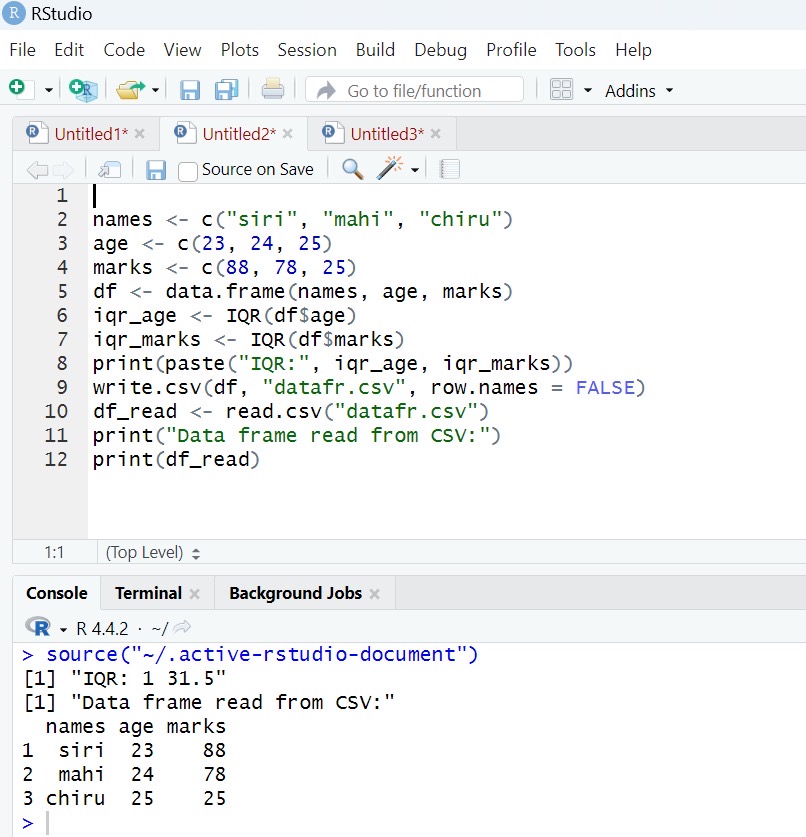 R RStudio
File Edit Code View Plots Session Build Debug Profile Tools Help
R Go to file/function Addins
R Untitled1* R Untitled2* R Untitled3*
Source on Save
1
2 names <- c("siri", "mahi", "chiru")
3 age <- c(23, 24, 25)
4 marks <- c(88, 78, 25)
5 df <- data.frame(names, age, marks)
6 iqr_age <- IQR(df$age)
7 iqr_marks <- IQR(df$marks)
8 print(paste("IQR:", iqr_age, iqr_marks))
9 write.csv(df, "datafr.csv", row.names = FALSE)
10 df_read <- read.csv("datafr.csv")
11 print("Data frame read from CSV:")
12 print(df_read)
1:1 (Top Level)
Console Terminal Background Jobs
R R 4.4.2 · ~/
> source("~/.active-rstudio-document")
[1] "IQR: 1 31.5"
[1] "Data frame read from CSV:"
names age marks
1 siri 23 88
2 mahi 24 78
3 chiru 25 25
>